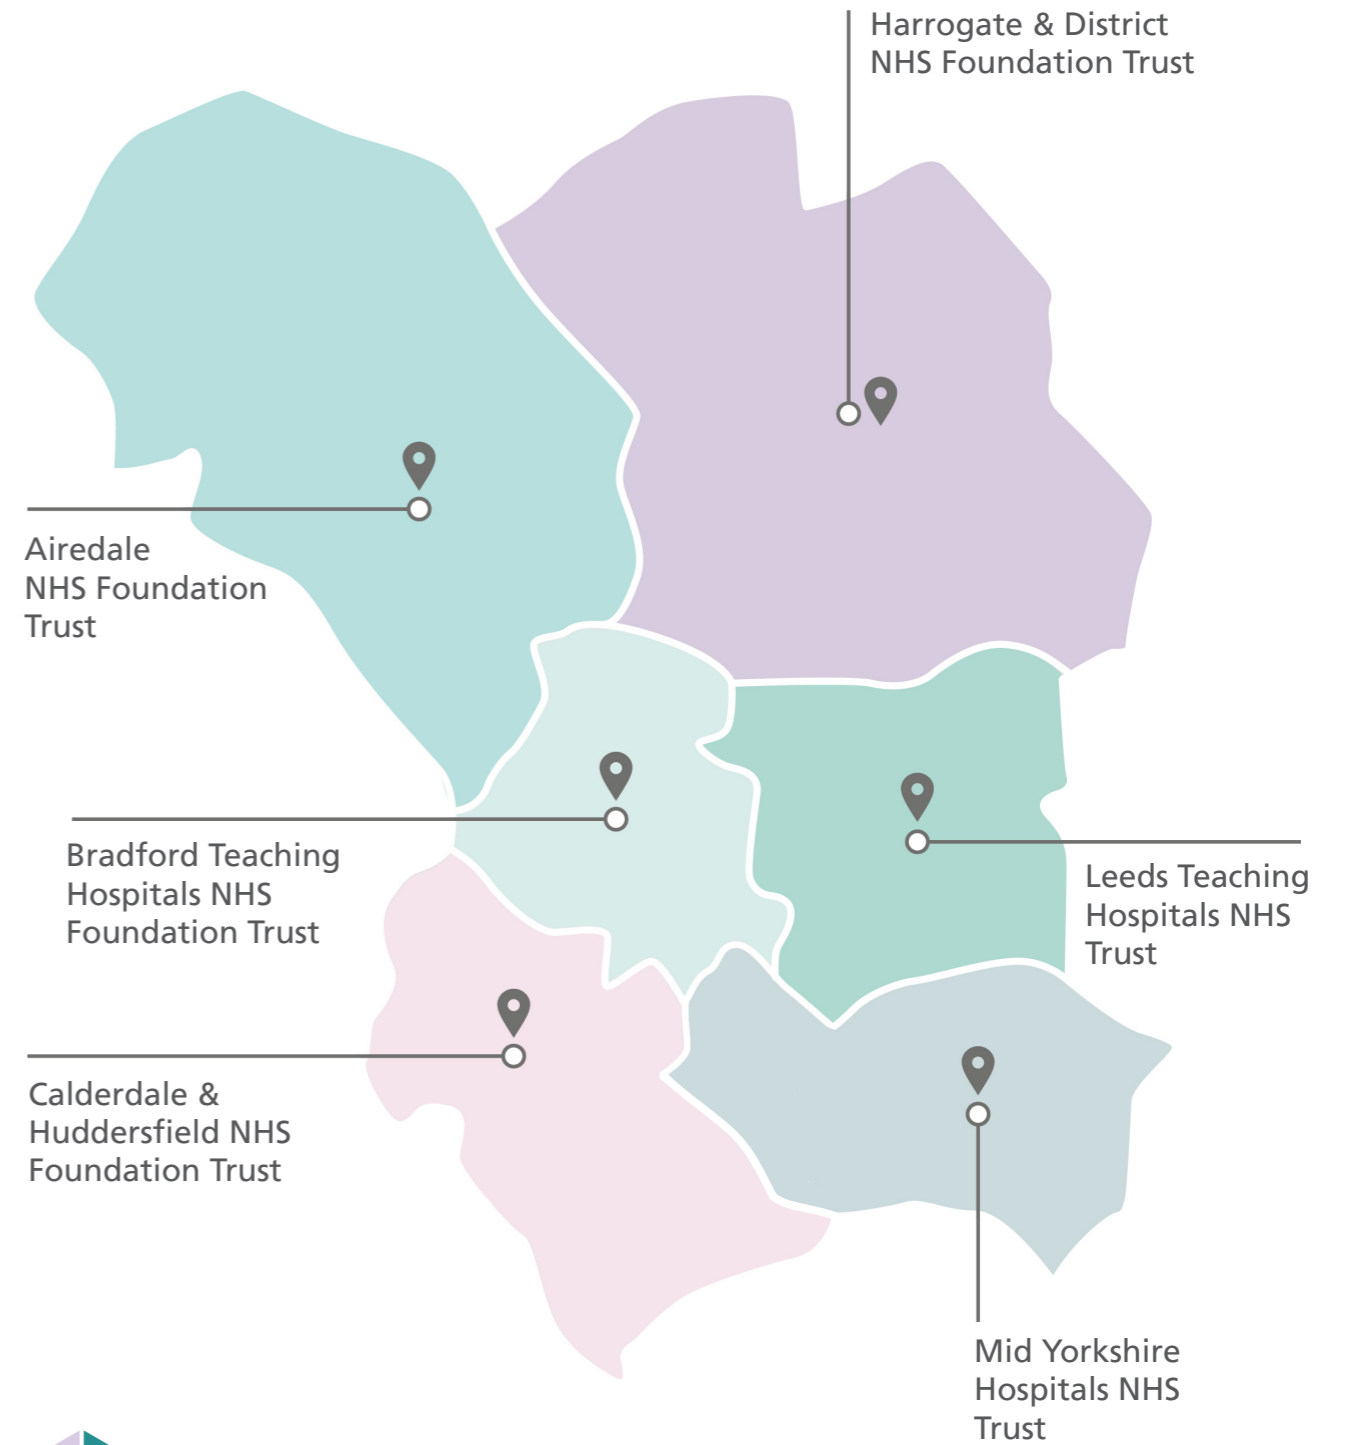 Harrogate & District
NHS Foundation Trust
Airedale
NHS Foundation
Trust
Bradford Teaching
Hospitals NHS
Foundation Trust
Leeds Teaching
Hospitals NHS
Trust
Calderdale &
Huddersfield NHS
Foundation Trust
Mid Yorkshire
Hospitals NHS
Trust